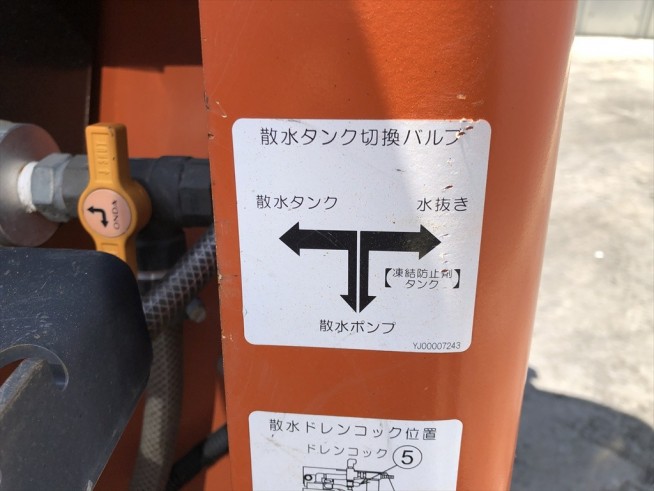 散水タンク切換バルブ
散水タンク 水抜き
【凍結防止剤
タンク】
散水ポンプ
YJ00007243
散水ドレンコック位置
ドレンコック ⑤